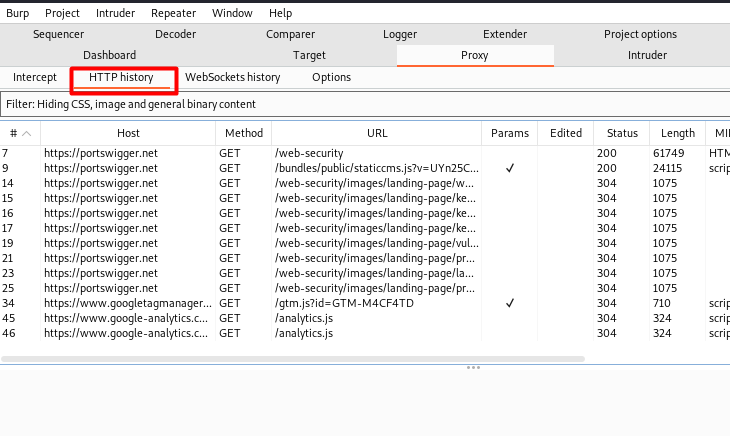 Burp Project Intruder Repeater Window Help
Sequencer Decoder Comparer Logger Extender Project options
Dashboard Target Proxy Intruder
Intercept HTTP history WebSockets history Options
Filter: Hiding CSS, image and general binary content
# Host Method URL Params Edited Status Length MI
7 https://portswigger.net GET /web-security 200 61749 HTM
9 https://portswigger.net GET /bundles/public/staticcms.js?v=UYn25C... ✓ 200 24115 scrip
14 https://portswigger.net GET /web-security/images/landing-page/w... 304 1075
15 https://portswigger.net GET /web-security/images/landing-page/ke... 304 1075
16 https://portswigger.net GET /web-security/images/landing-page/ke... 304 1075
17 https://portswigger.net GET /web-security/images/landing-page/ke... 304 1075
19 https://portswigger.net GET /web-security/images/landing-page/vul... 304 1075
21 https://portswigger.net GET /web-security/images/landing-page/pr... 304 1075
23 https://portswigger.net GET /web-security/images/landing-page/la... 304 1075
25 https://portswigger.net GET /web-security/images/landing-page/pr... 304 1075
34 https://www.googletagmanager... GET /gtm.js?id=GTM-M4CF4TD ✓ 304 710 scrip
45 https://www.google-analytics.c... GET /analytics.js 304 324 scrip
46 https://www.google-analytics.c... GET /analytics.js 304 324 scrip